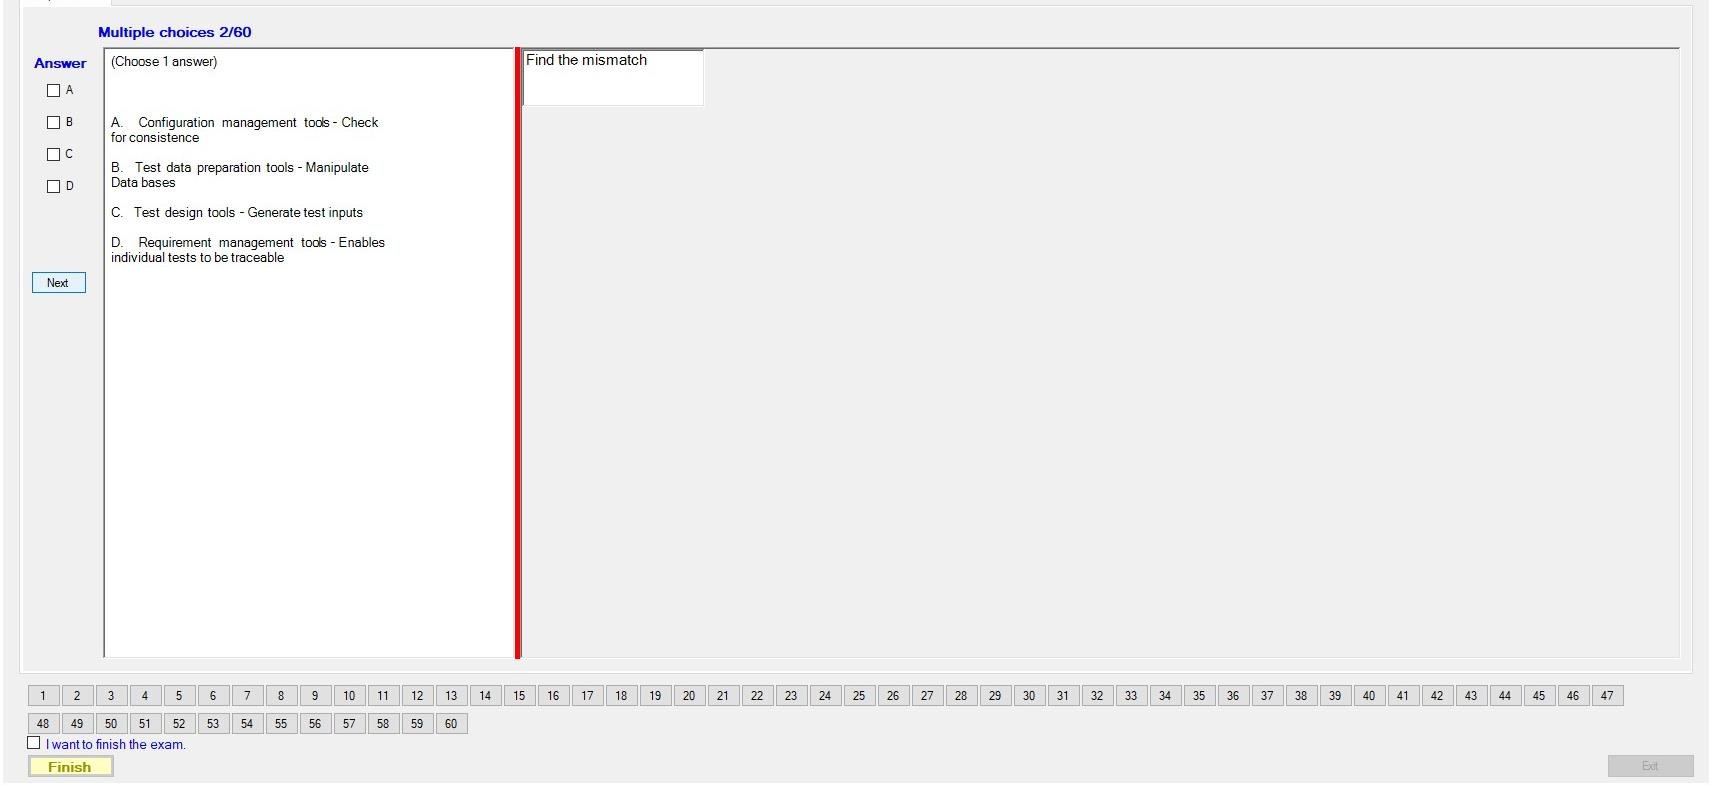 Multiple choices 2/60
Answer
A
B
C
D
Next
(Choose 1 answer)
A. Configuration management tools - Check
for consistence
B. Test data preparation tools - Manipulate
Data bases
C. Test design tools - Generate test inputs
D. Requirement management tools - Enables
individual tests to be traceable
Find the mismatch
1 2 3 4 5 6 7 8 9 10 11 12 13 14 15 16 17 18 19 20 21 22 23 24 25 26 27 28 29 30 31 32 33 34 35 36 37 38 39 40 41 42 43 44 45 46 47
48 49 50 51 52 53 54 55 56 57 58 59 60
I want to finish the exam.
Finish
Exit